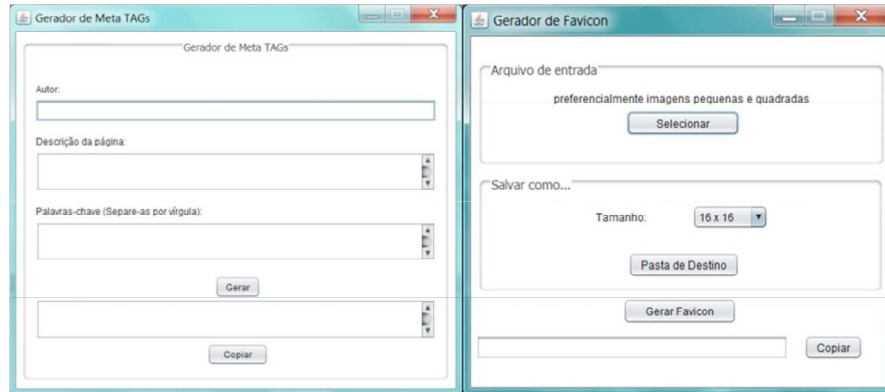 Gerador de Meta TAGs
Gerador de Meta TAGs
Autor:
Descrição da página:
Palavras-chave (Separe-as por vírgula):
Gerar
Copiar
Gerador de Favicon
Arquivo de entrada
preferencialmente imagens pequenas e quadradas
Selecionar
Salvar como...
Tamanho: 16 x 16
Pasta de Destino
Gerar Favicon
Copiar